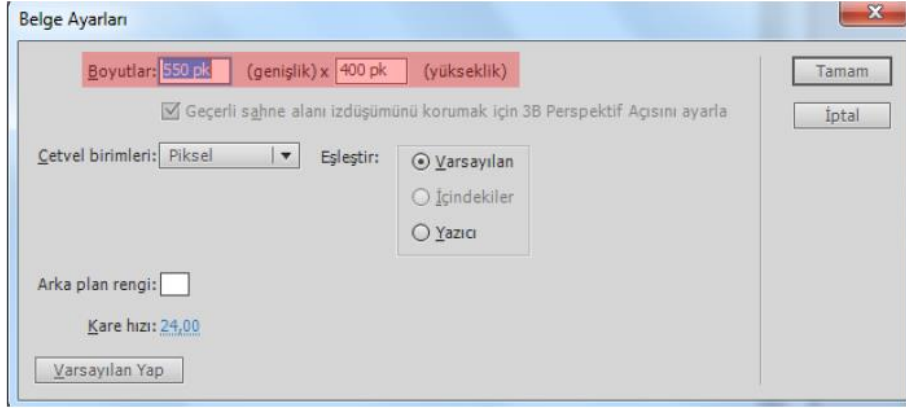 Belge Ayarları
Boyutlar: 550 pk (genişlik) x 400 pk (yükseklik)
Tamam
Geçerli sahne alanı izdüşümünü korumak için 3B Perspektif Açısını ayarla
İptal
Çetvel birimleri: Piksel Eşleştir: Varsayılan
İçindekiler
Yazıcı
Arka plan rengi:
Kare hızı: 24,00
Varsayılan Yap